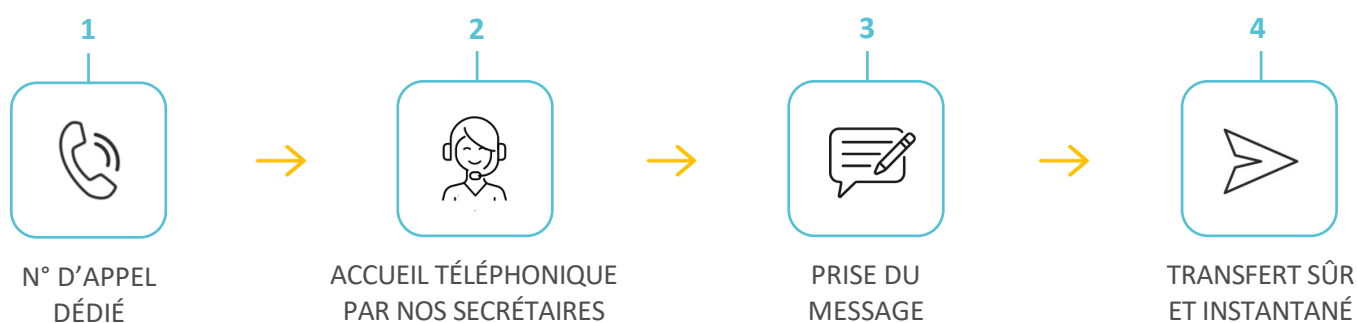 1
2
3
4
N° D’APPEL
DÉDIÉ
ACCUEIL TÉLÉPHONIQUE
PAR NOS SECRÉTAIRES
PRISE DU
MESSAGE
TRANSFERT SÛR
ET INSTANTANÉ